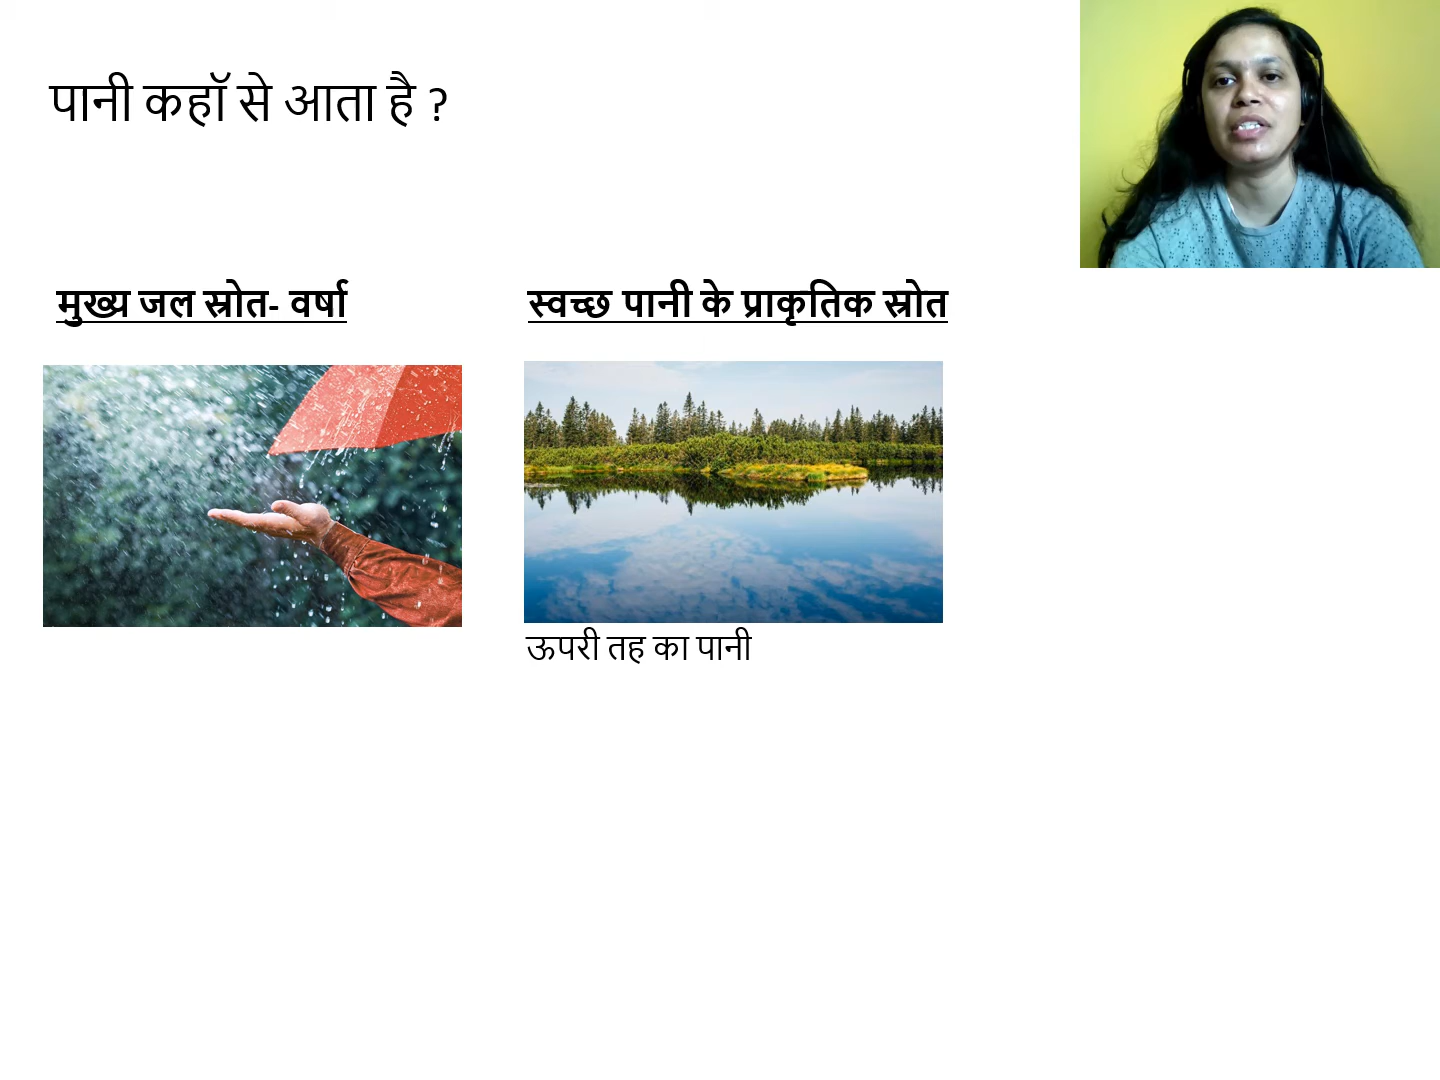 पानी कहॉ से आता है ?
मुख्य जल स्रोत- वर्षा
स्वच्छ पानी के प्राकृतिक स्रोत
ऊपरी तह का पानी